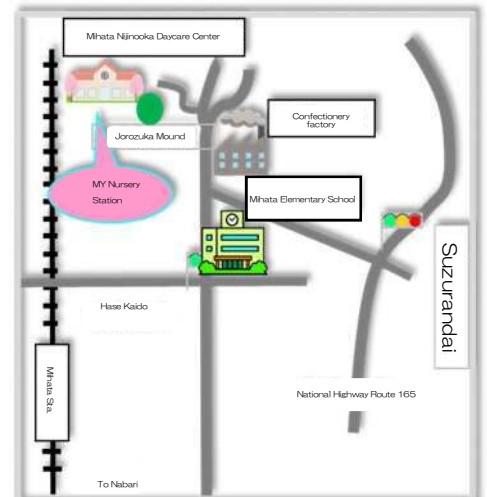 Mihata Nijinooka Daycare Center
Confectionery
factory
Jorozuka Mound
MY Nursery
Station
Mihata Elementary School
Suzurandai
Hase Kaido
Mihata Sta.
National Highway Route 165
To Nabari